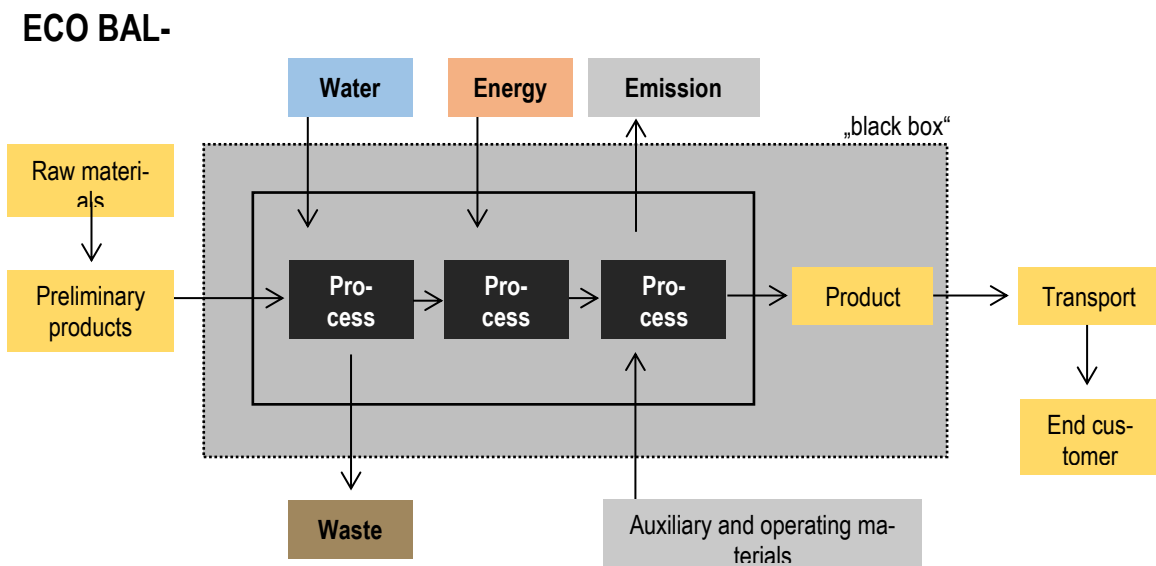 ECO BAL-
Water
Energy
Emission
„black box“
Raw materi-
als
Preliminary
products
Pro-
cess
Pro-
cess
Pro-
cess
Product
Transport
End cus-
tomer
Waste
Auxiliary and operating ma-
terials